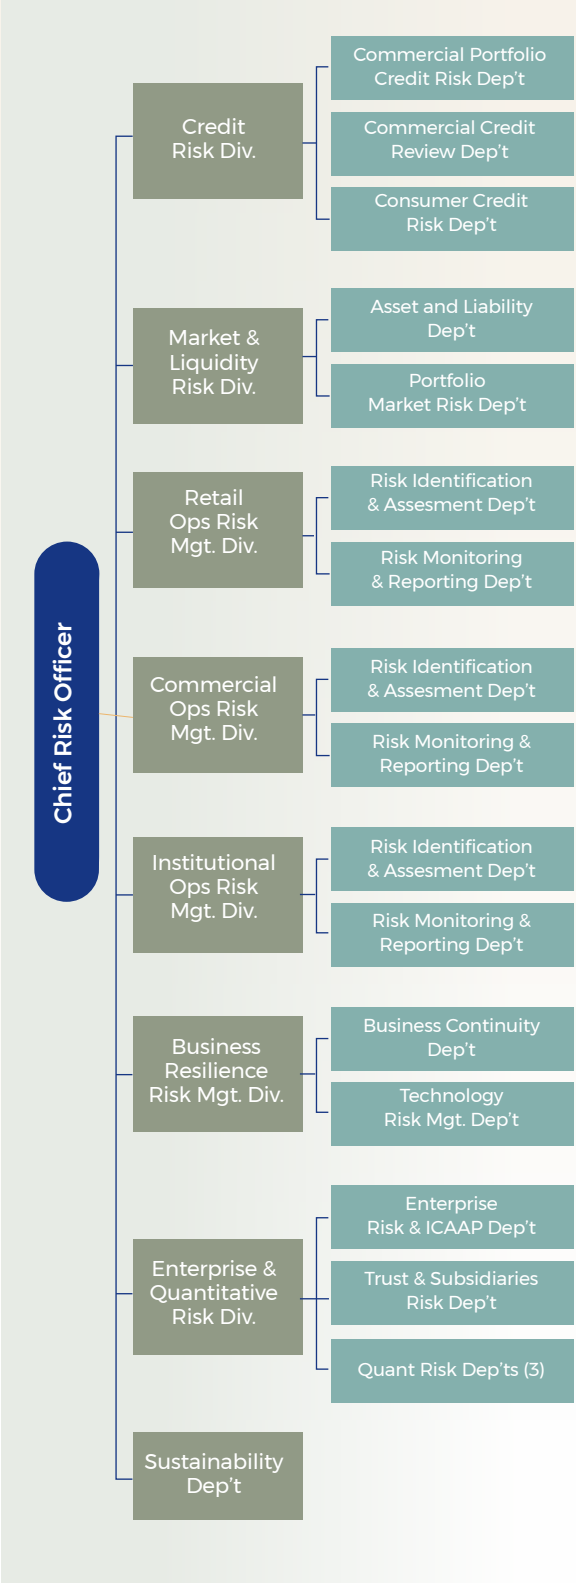 Chief Risk Officer
Credit
Risk Div.
Commercial Portfolio
Credit Risk Dep't
Commercial Credit
Review Dep't
Consumer Credit
Risk Dep't
Market &
Liquidity
Risk Div.
Asset and Liability
Dep't
Portfolio
Market Risk Dep't
Retail
Ops Risk
Mgt. Div.
Risk Identification
& Assesment Dep't
Risk Monitoring
& Reporting Dep't
Commercial
Ops Risk
Mgt. Div.
Risk Identification
& Assesment Dep't
Risk Monitoring &
Reporting Dep't
Institutional
Ops Risk
Mgt. Div.
Risk Identification
& Assesment Dep't
Risk Monitoring &
Reporting Dep't
Business
Resilience
Risk Mgt. Div.
Business Continuity
Dep't
Technology
Risk Mgt. Dep't
Enterprise &
Quantitative
Risk Div.
Enterprise
Risk & ICAAP Dep't
Trust & Subsidiaries
Risk Dep't
Quant Risk Dep'ts (3)
Sustainability
Dep't